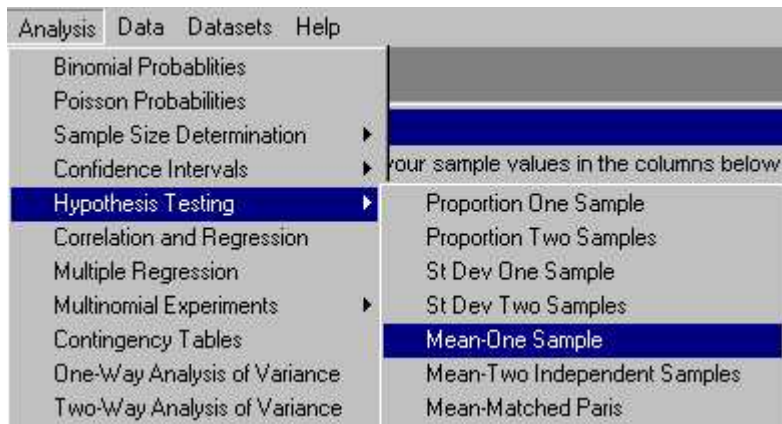 Analysis Data Datasets Help
Binomial Probablities
Poisson Probabilities
Sample Size Determination
Confidence Intervals
your sample values in the columns below
Hypothesis Testing
Correlation and Regression
Multiple Regression
Multinomial Experiments
Contingency Tables
One-Way Analysis of Variance
Two-Way Analysis of Variance
Proportion One Sample
Proportion Two Samples
St Dev One Sample
St Dev Two Samples
Mean-One Sample
Mean-Two Independent Samples
Mean-Matched Paris